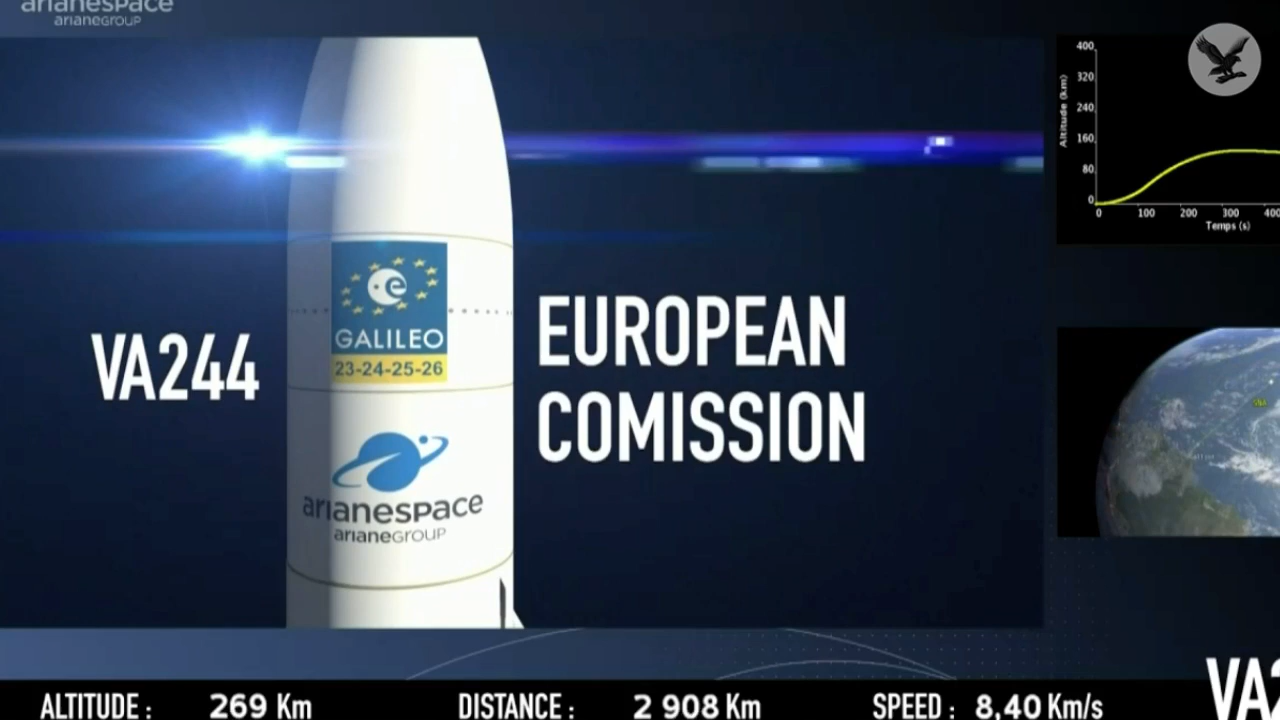 arianespace
arianeGROUP
VA244
GALILEO
23-24-25-26
arianespace
arianeGROUP
EUROPEAN
COMISSION
Altitude (km)
400
320
240
160
80
0
0 100 200 300 400
Temps (s)
ALTITUDE : 269 Km DISTANCE : 2 908 Km SPEED : 8,40 Km/s
VA2